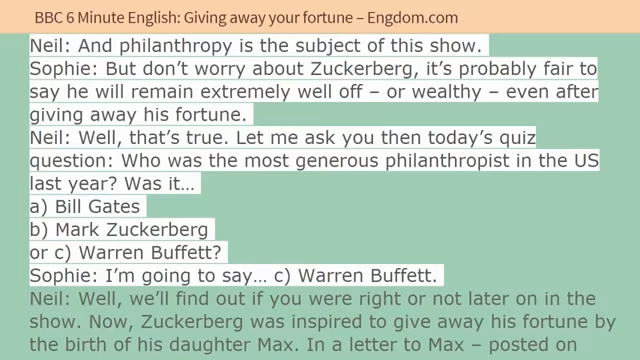 BBC 6 Minute English: Giving away your fortune – Engdom.com
Neil: And philanthropy is the subject of this show.
Sophie: But don’t worry about Zuckerberg, it’s probably fair to
say he will remain extremely well off – or wealthy – even after
giving away his fortune.
Neil: Well, that’s true. Let me ask you then today’s quiz
question: Who was the most generous philanthropist in the US
last year? Was it…
a) Bill Gates
b) Mark Zuckerberg
or c) Warren Buffett?
Sophie: I’m going to say… c) Warren Buffett.
Neil: Well, we’ll find out if you were right or not later on in the
show. Now, Zuckerberg was inspired to give away his fortune by
the birth of his daughter Max. In a letter to Max – posted on